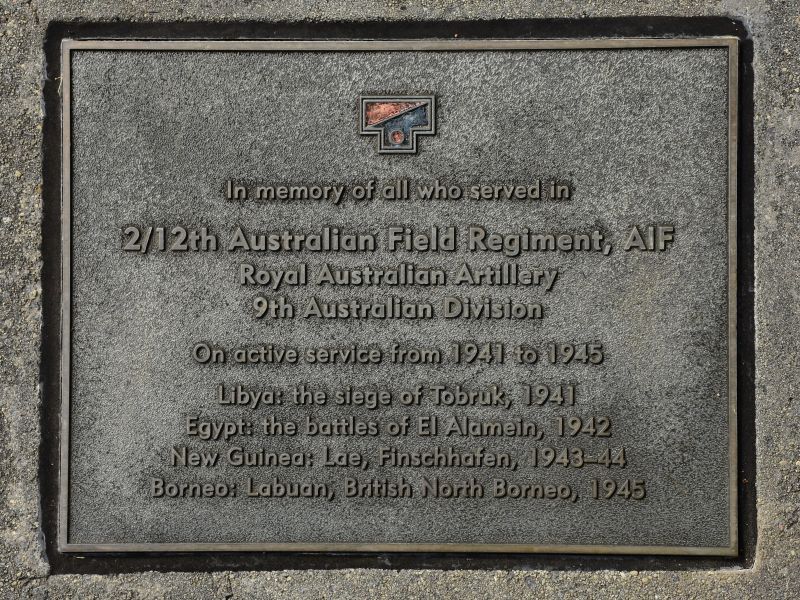 In memory of all who served in
2/12th Australian Field Regiment, AIF
Royal Australian Artillery
9th Australian Division
On active service from 1941 to 1945
Libya: the siege of Tobruk, 1941
Egypt: the battles of El Alamein, 1942
New Guinea: Lae, Finschhafen, 1943–44
Borneo: Labuan, British North Borneo, 1945